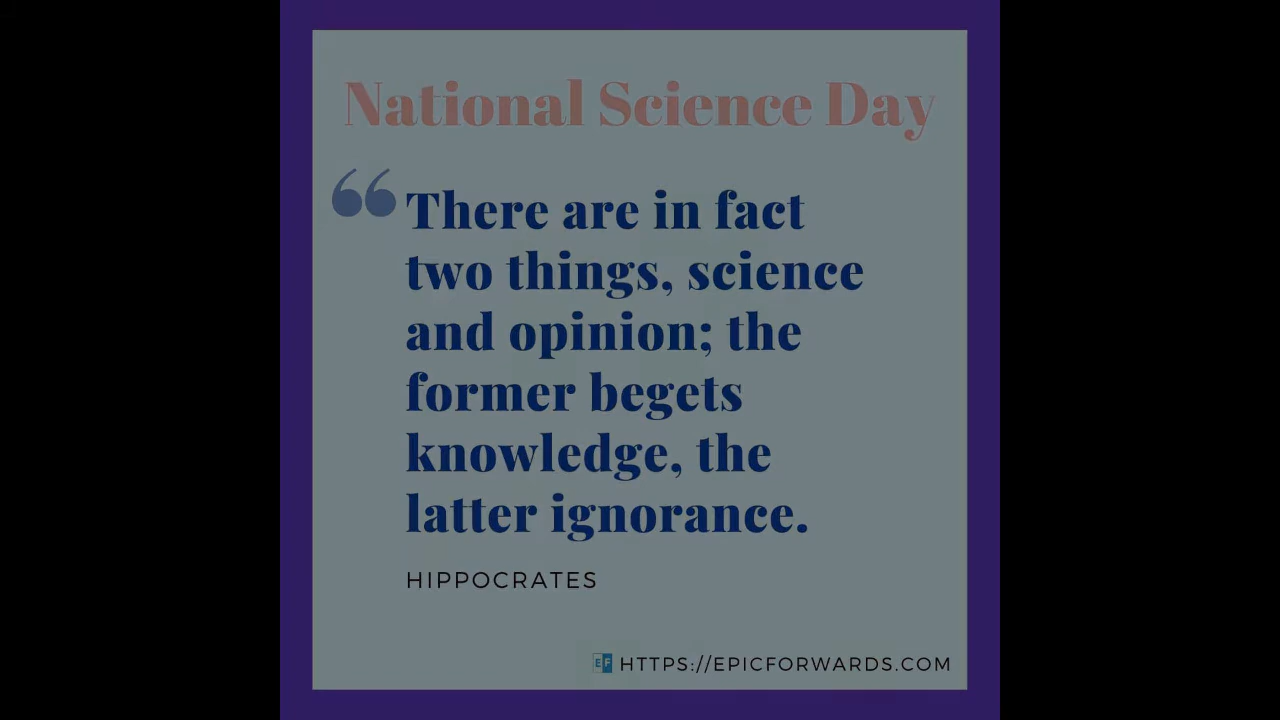 National Science Day
“There are in fact
two things, science
and opinion; the
former begets
knowledge, the
latter ignorance.
HIPPOCRATES
EF HTTPS://EPICFORWARDS.COM